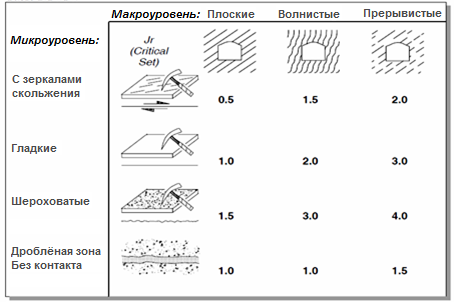 Макроуровень: Плоские Волнистые Прерывистые
Микроуровень: Jr
(Critical
Set)
С зеркалами
скольжения 0.5 1.5 2.0
Гладкие 1.0 2.0 3.0
Шероховатые 1.5 3.0 4.0
Дроблёная зона
Без контакта 1.0 1.0 1.5